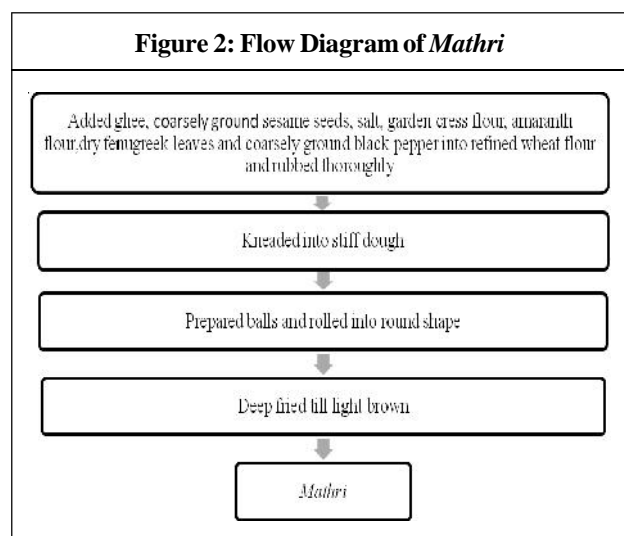 Figure 2: Flow Diagram of Mathri
Added ghee, coarsely ground sesame seeds, salt, garden cress flour, amaranth
flour,dry fenugreek leaves and coarsely ground black pepper into refined wheat flour
and rubbed thoroughly
Kneaded into stiff dough
Prepared balls and rolled into round shape
Deep fried till light brown
Mathri